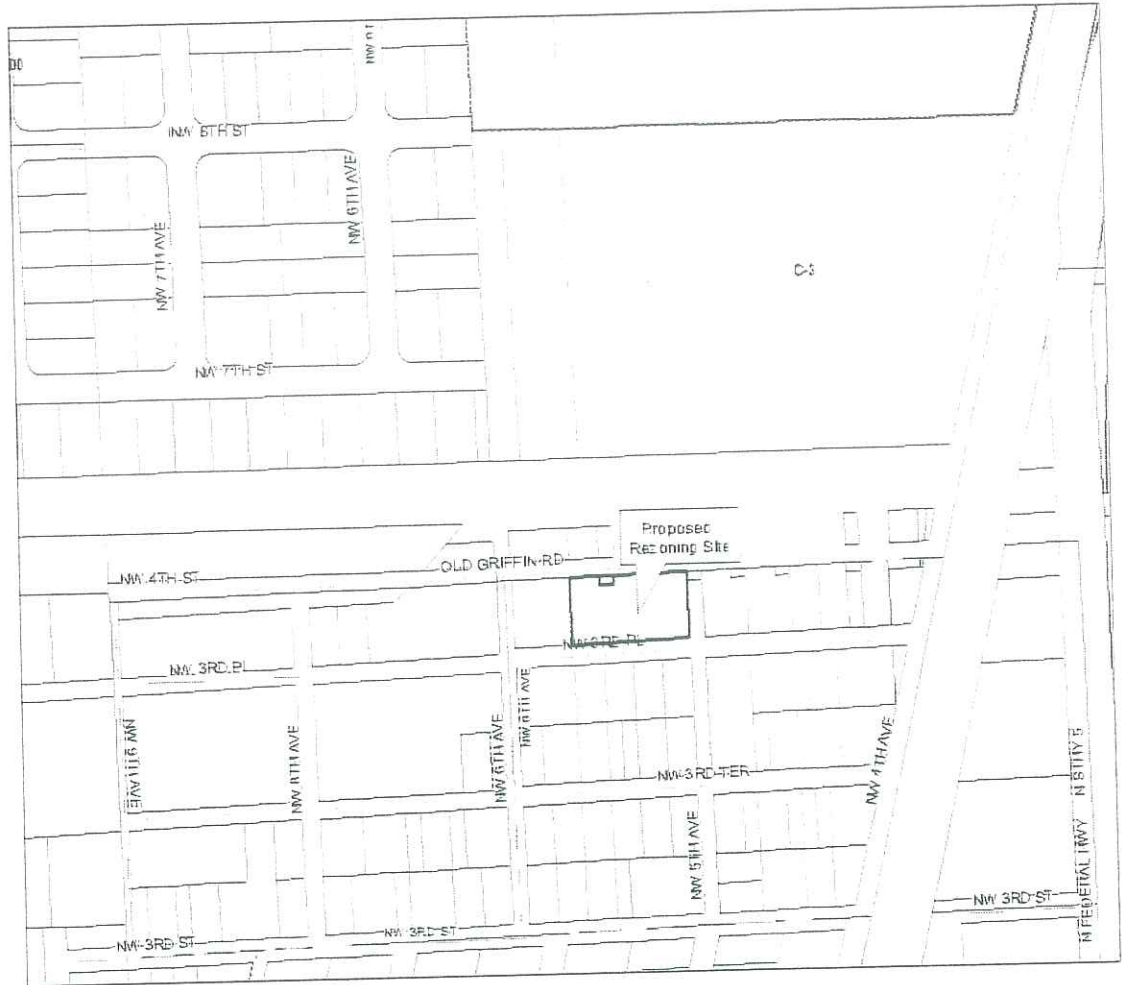 NW 7TH AVE
NW 6TH AVE
NW 7TH ST
C-3
Proposed
Rezoning Site
OLD GRIFFIN RD
NW 4TH ST
NW 3RD PL
NW 3RD PL
NW 8TH AVE
NW 6TH AVE
NW 6TH AVE
NW 3RD TER
NW 4TH AVE
NW 5TH AVE
N FEDERAL HWY
NW 3RD ST
NW 3RD ST
NW 3RD ST